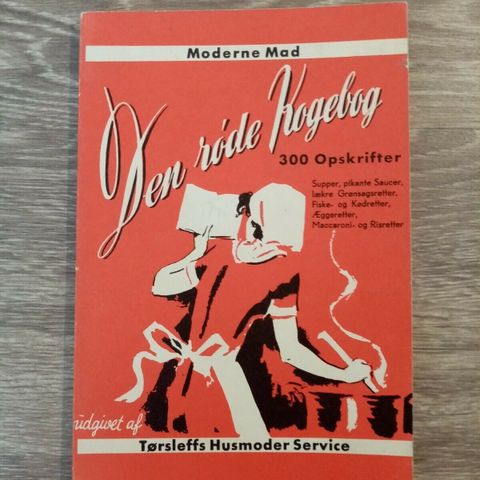 Moderne Mad
Den røde Kogebog
300 Opskrifter
Supper, pikante Saucer,
lækre Grønsagsretter,
Fiske- og Kødretter,
Æggeretter,
Maccaroni- og Risretter
udgivet af
Tørsleffs Husmoder Service